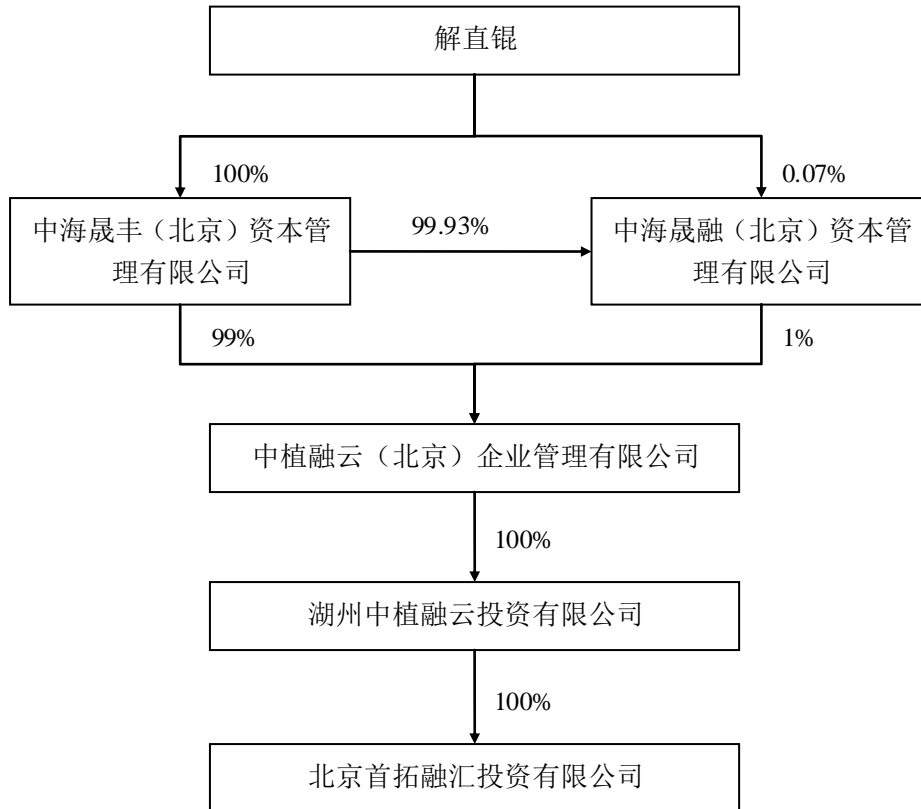 解直锟
100%
0.07%
中海晟丰（北京）资本管
理有限公司
99.93%
中海晟融（北京）资本管
理有限公司
99%
1%
中植融云（北京）企业管理有限公司
100%
湖州中植融云投资有限公司
100%
北京首拓融汇投资有限公司